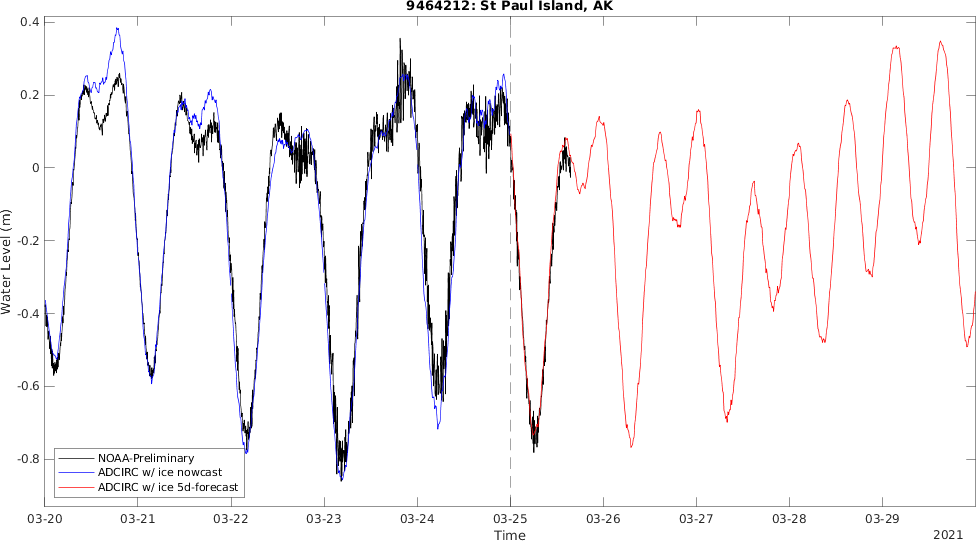 9464212: St Paul Island, AK
0.4
0.2
0
-0.2
-0.4
-0.6
-0.8
Water Level (m)
NOAA-Preliminary
ADCIRC w/ ice nowcast
ADCIRC w/ ice 5d-forecast
03-20 03-21 03-22 03-23 03-24 03-25 03-26 03-27 03-28 03-29
Time
2021